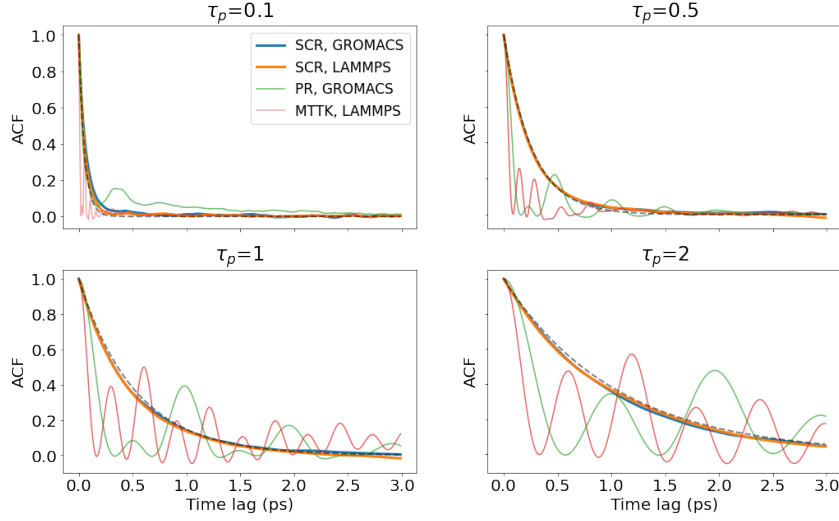 τp=0.1
τp=0.5
ACF
1.0
0.8
0.6
0.4
0.2
0.0
SCR, GROMACS
SCR, LAMMPS
PR, GROMACS
MTTK, LAMMPS
ACF
τp=1
τp=2
ACF
1.0
0.8
0.6
0.4
0.2
0.0
0.0 0.5 1.0 1.5 2.0 2.5 3.0
Time lag (ps)
ACF
0.0 0.5 1.0 1.5 2.0 2.5 3.0
Time lag (ps)